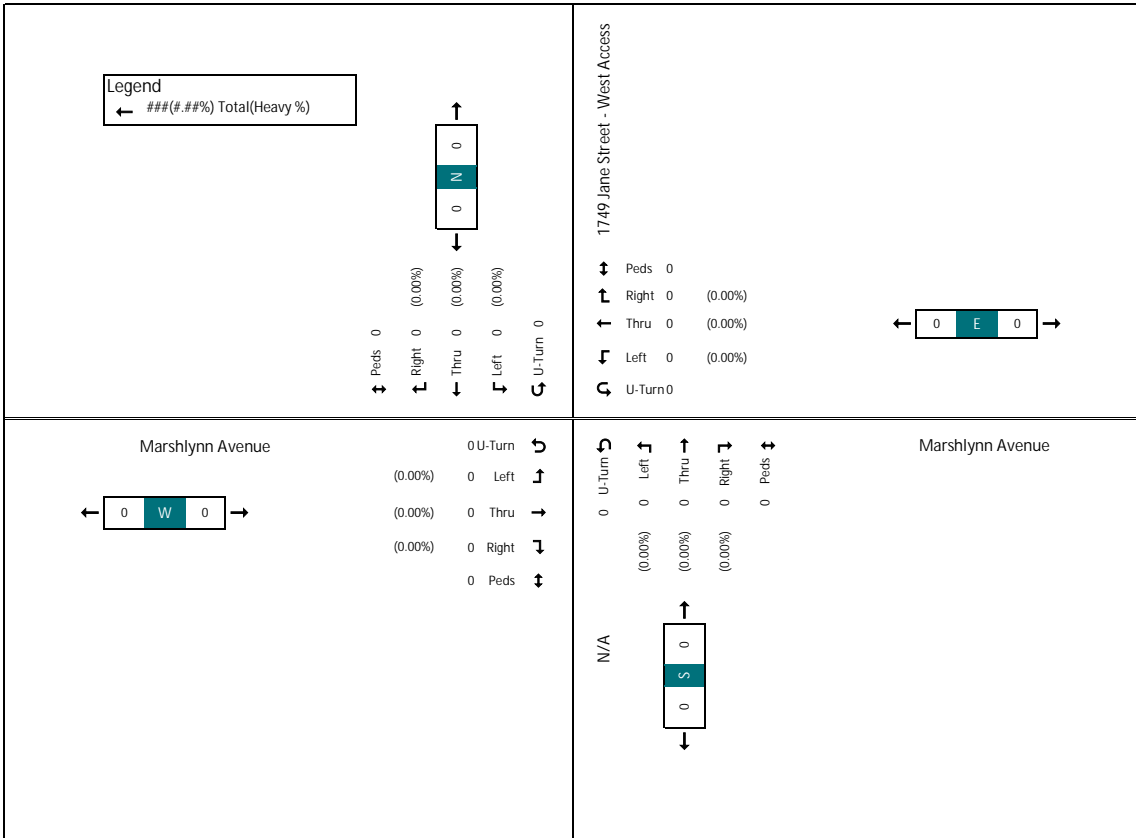 Legend
###(#.##%) Total(Heavy %)
0
N
0
Peds 0
Right 0 (0.00%)
Thru 0 (0.00%)
Left 0 (0.00%)
U-Turn 0
1749 Jane Street - West Access
Peds 0
Right 0 (0.00%)
Thru 0 (0.00%)
Left 0 (0.00%)
U-Turn 0
0 E 0
Marshlynn Avenue
0 W 0
0 U-Turn
(0.00%) 0 Left
(0.00%) 0 Thru
(0.00%) 0 Right
0 Peds
0 U-Turn
(0.00%) 0 Left
(0.00%) 0 Thru
(0.00%) 0 Right
0 Peds
Marshlynn Avenue
N/A
0
S
0